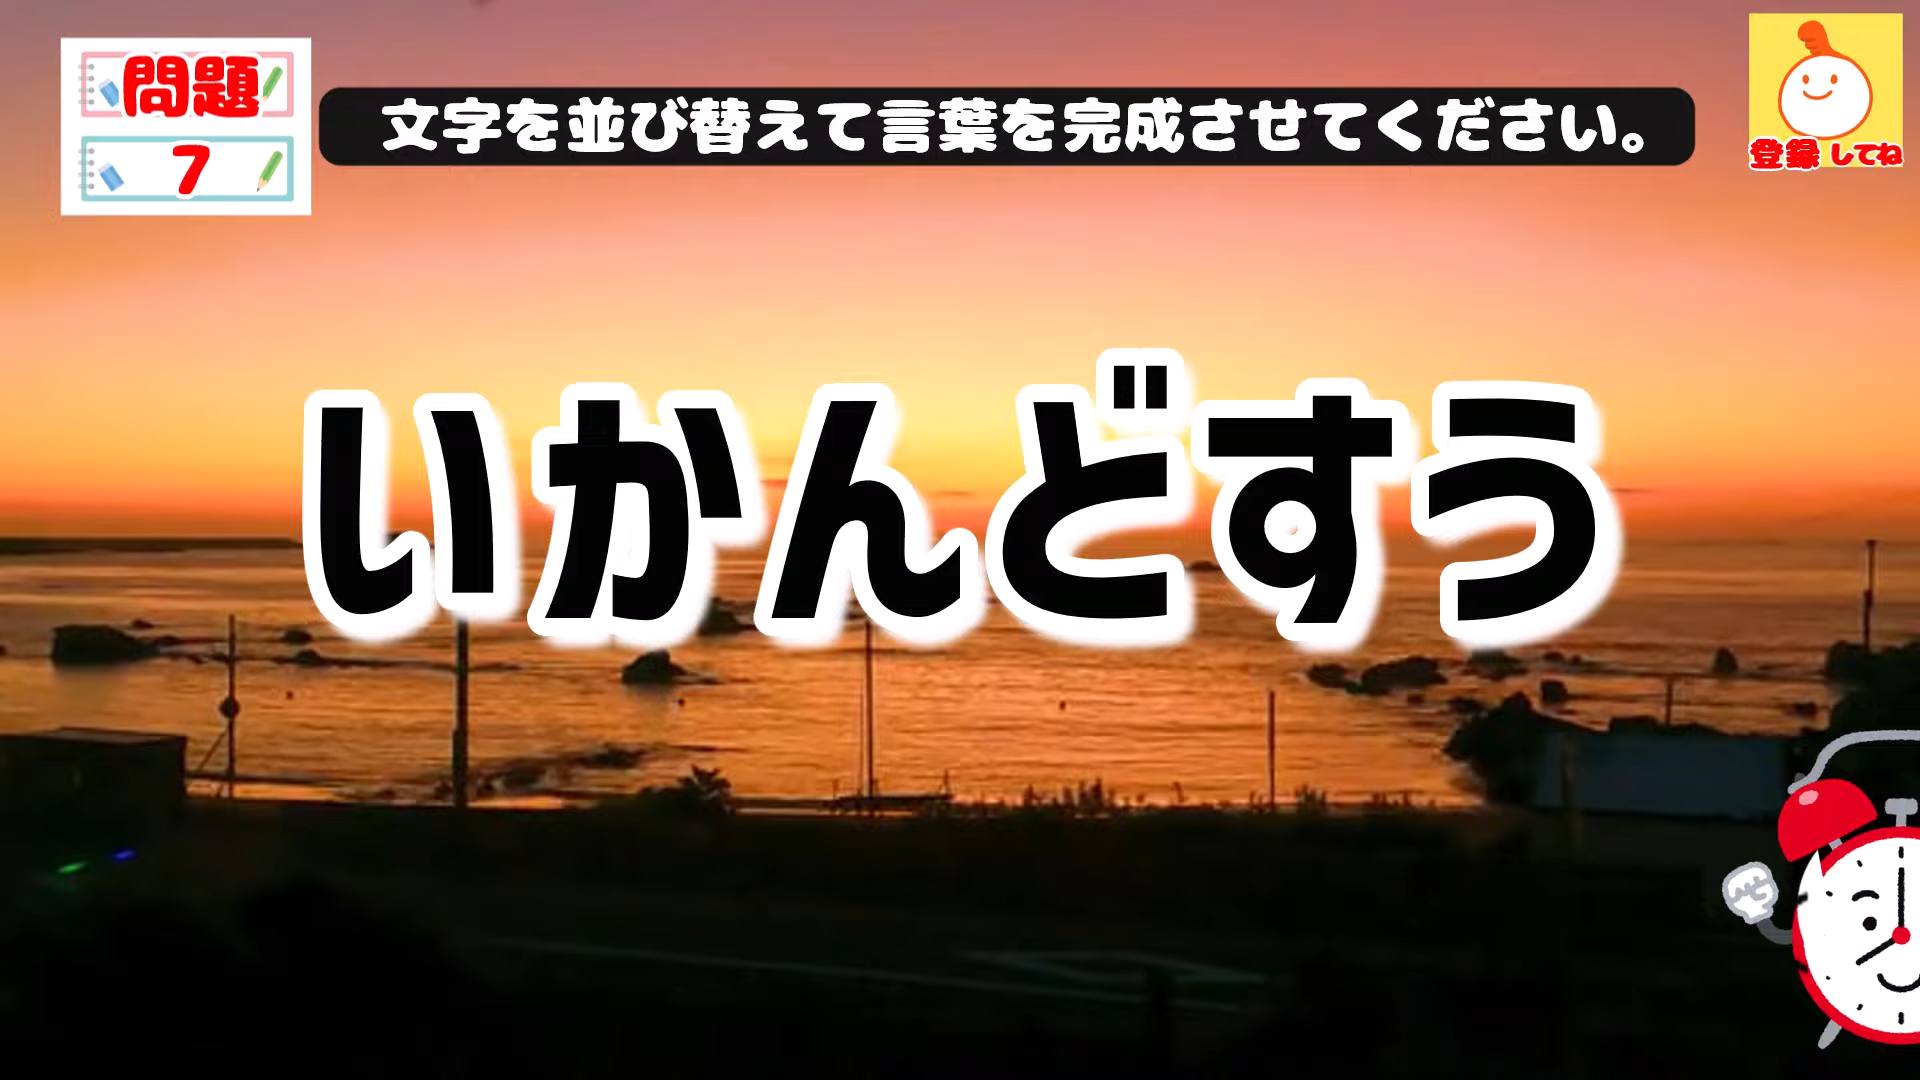 問題
7
文字を並び替えて言葉を完成させてください。
登録してね
いかんどすう